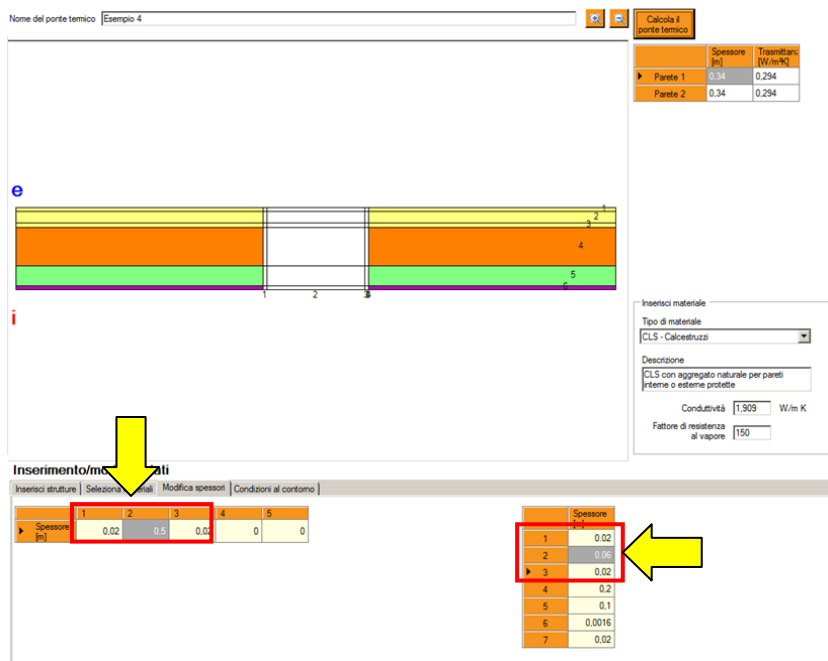 Nome del ponte termico Esempio 4
Calcola il
ponte termico
Spessore Trasmittanz
[m] [W/m²K]
Parete 1 0.34 0,294
Parete 2 0,34 0,294
e
1
2
3
4
5
6
1 2 3
i
Inserisci materiale
Tipo di materiale
CLS - Calcestruzzi
Descrizione
CLS con aggregato naturale per pareti
interne o esterne protette
Conduttività 1,909 W/m K
Fattore di resistenza
al vapore 150
Inserimento/mo ati
Inserisci strutture Seleziona ali Modifica spessori Condizioni al contorno
1 2 3 4 5
Spessore
[m] 0,02 0,5 0,02 0 0
Spessore
1 0.02
2 0.06
3 0,02
4 0,2
5 0,1
6 0,0016
7 0,02